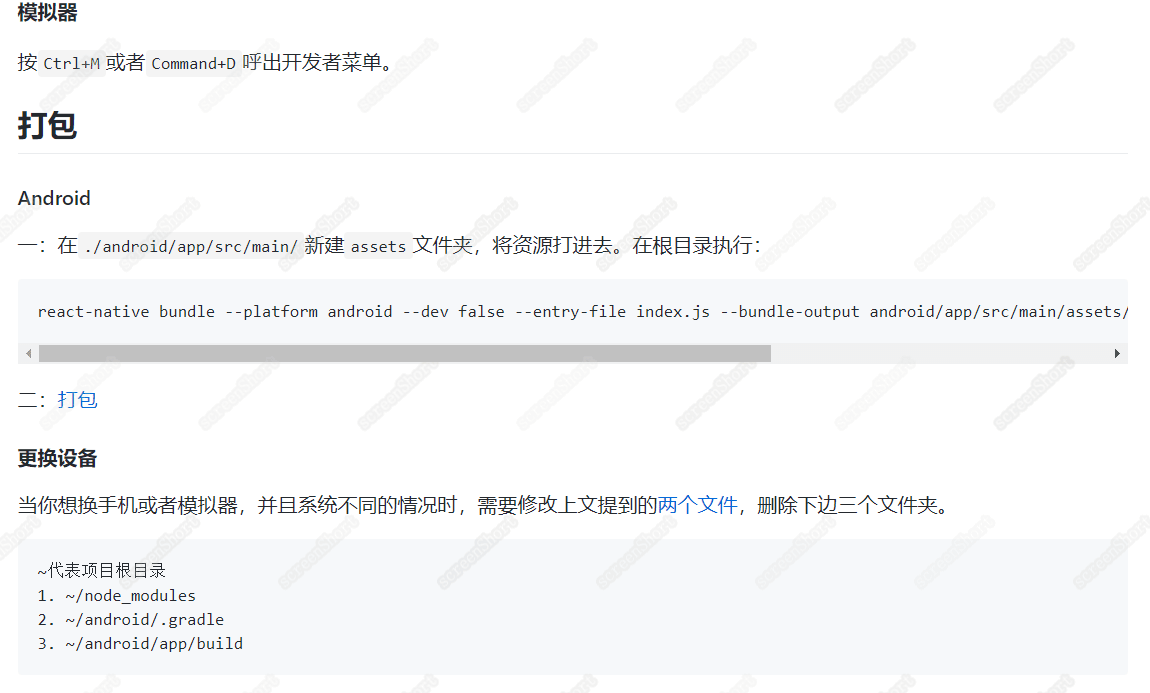 模拟器
按 Ctrl+M 或者 Command+D 呼出开发者菜单。
打包
Android
一：在 ./android/app/src/main/ 新建 assets 文件夹，将资源打进去。在根目录执行：
react-native bundle --platform android --dev false --entry-file index.js --bundle-output android/app/src/main/assets/
二：打包
更换设备
当你想换手机或者模拟器，并且系统不同的情况时，需要修改上文提到的两个文件，删除下边三个文件夹。
~代表项目根目录
1. ~/node_modules
2. ~/android/.gradle
3. ~/android/app/build